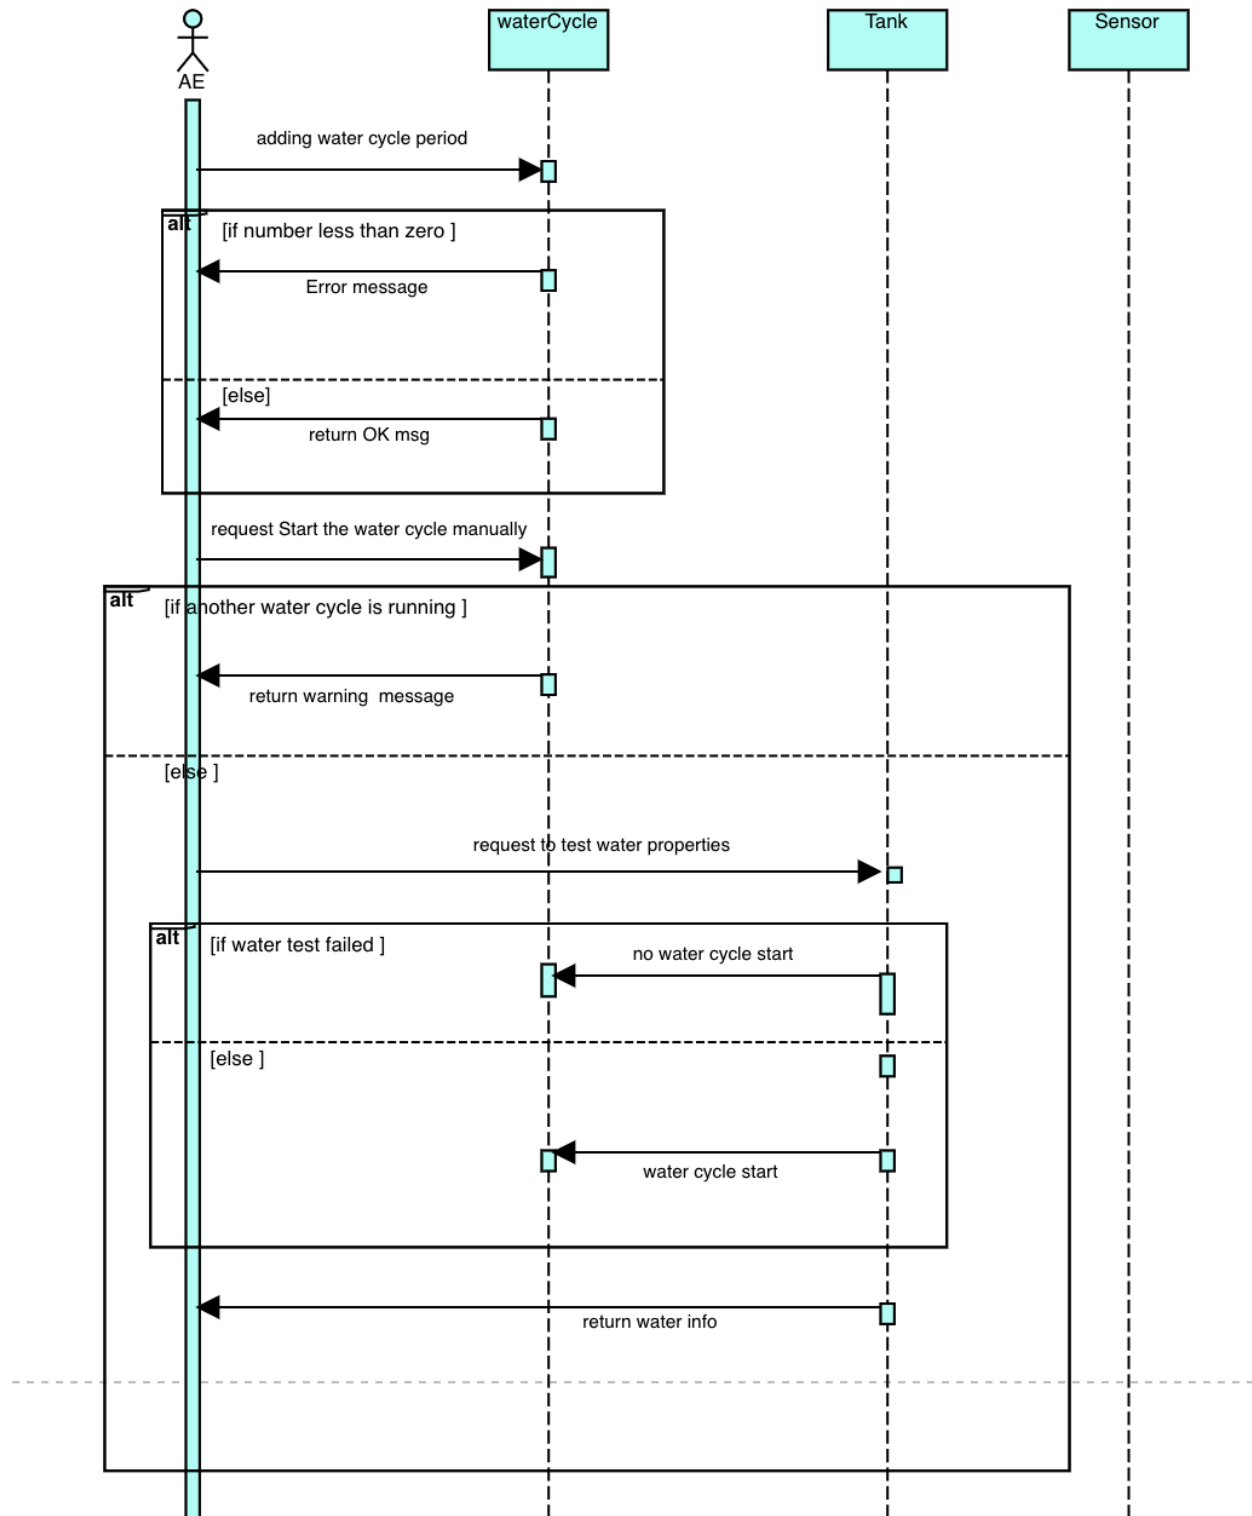 waterCycle
Tank
Sensor
AE
adding water cycle period
alt
[if number less than zero ]
Error message
[else]
return OK msg
request Start the water cycle manually
alt
[if another water cycle is running ]
return warning  message
[else ]
request to test water properties
alt
[if water test failed ]
no water cycle start
[else ]
water cycle start
return water info